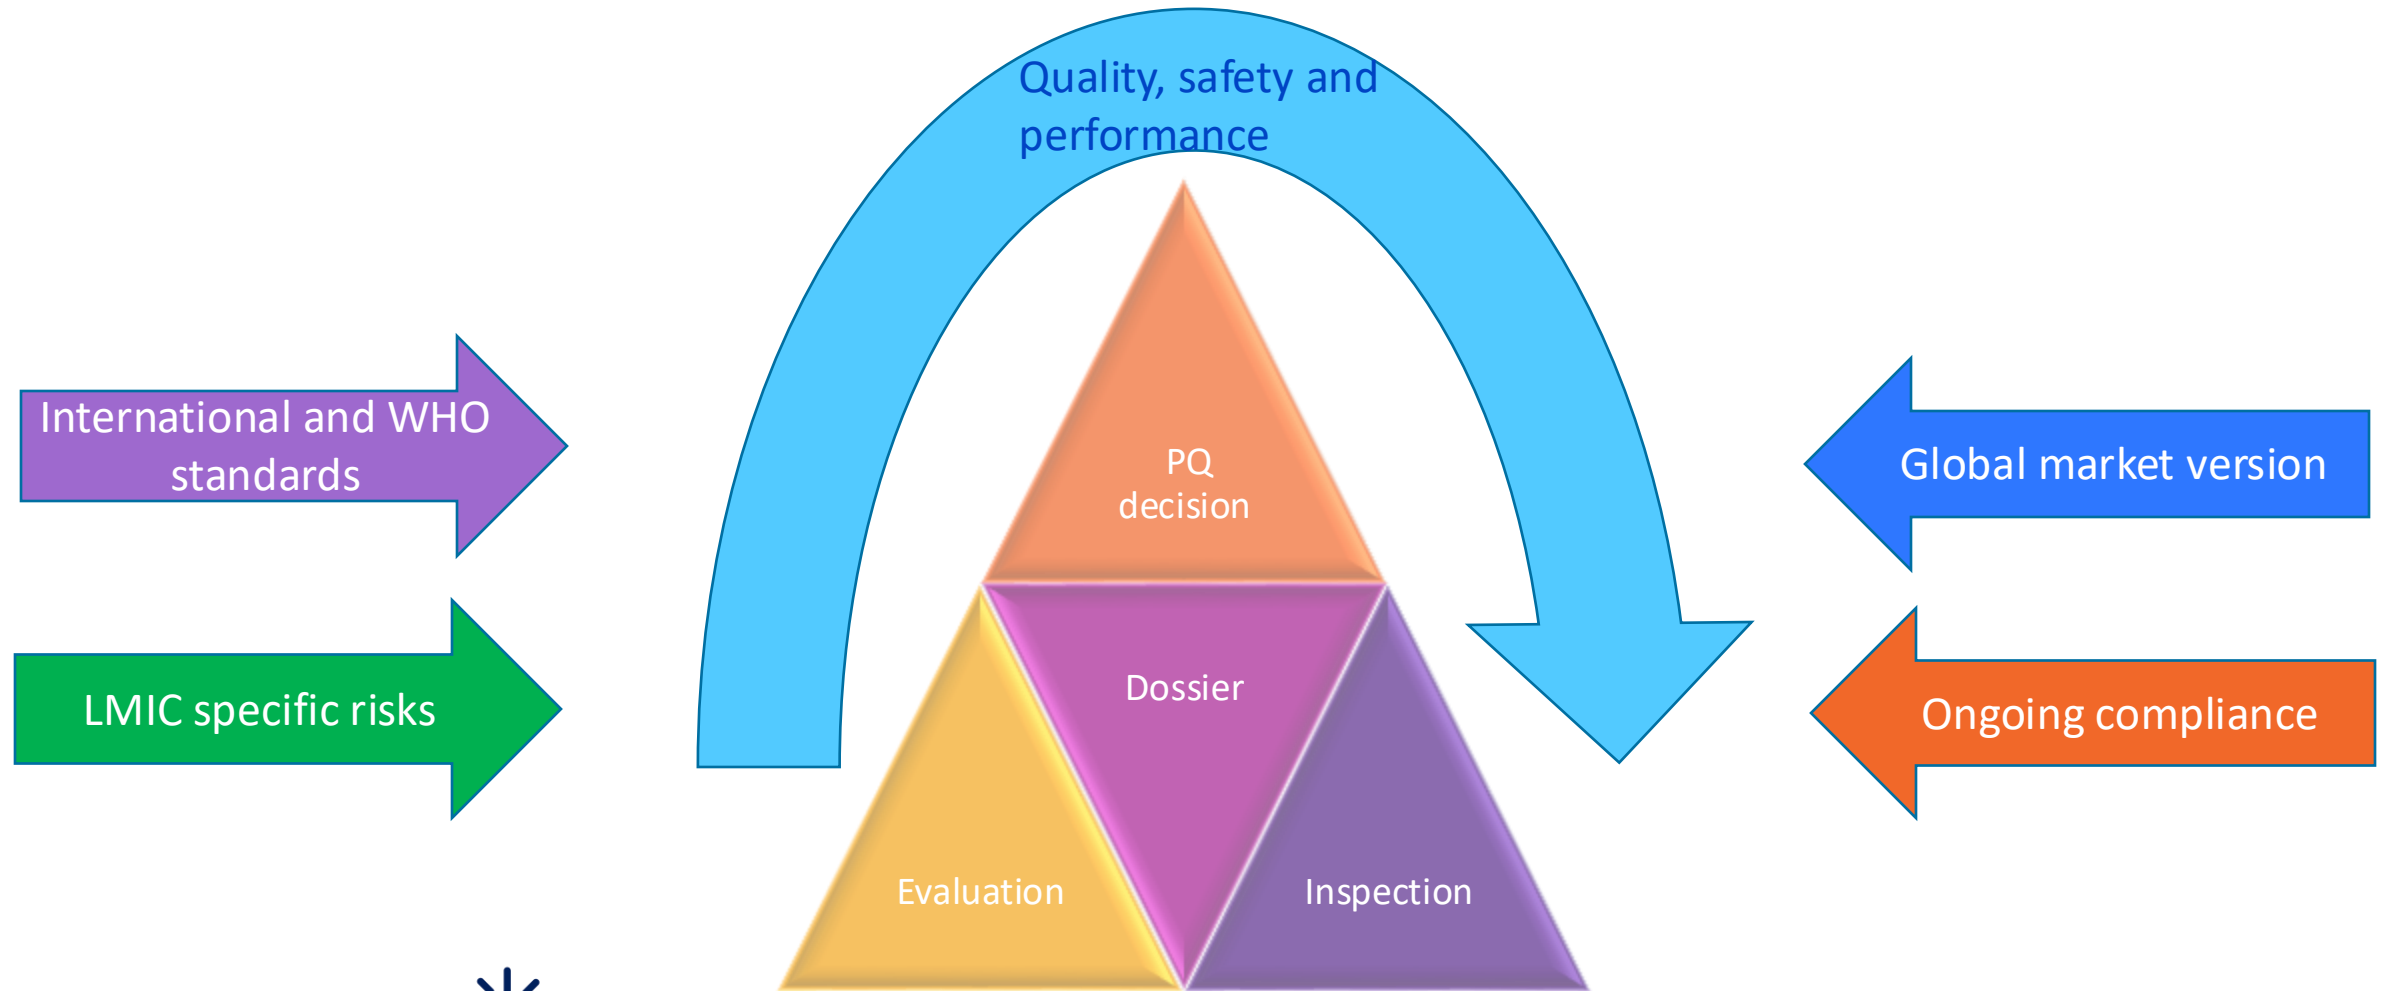 Quality, safety and
performance
International and WHO
standards
LMIC specific risks
PQ
decision
Dossier
Evaluation
Inspection
Global market version
Ongoing compliance